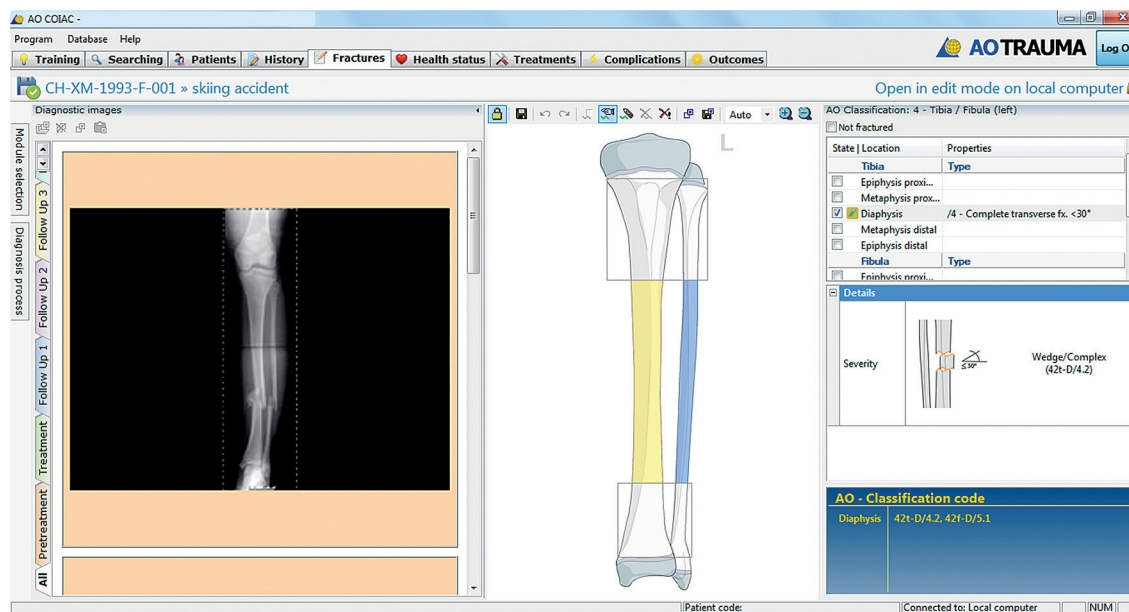 AO COIAC -
Program Database Help
Training Searching Patients History Fractures Health status Treatments Complications Outcomes
AOTRAUMA
Log O
CH-XM-1993-F-001 » skiing accident
Open in edit mode on local computer
Module selection
Diagnosis process
Diagnostic images
Follow Up 3
Follow Up 2
Follow Up 1
Treatment
Pretreatment
All
Auto
L
AO Classification: 4 - Tibia / Fibula (left)
Not fractured
State | Location Properties
Tibia Type
Epiphysis proxi...
Metaphysis prox...
Diaphysis /4 - Complete transverse fx. <30°
Metaphysis distal
Epiphysis distal
Fibula Type
Epiphysis proxi...
Details
Severity
≤30°
Wedge/Complex
(42t-D/4.2)
AO - Classification code
Diaphysis 42t-D/4.2, 42f-D/5.1
Patient code:
Connected to: Local computer
NUM